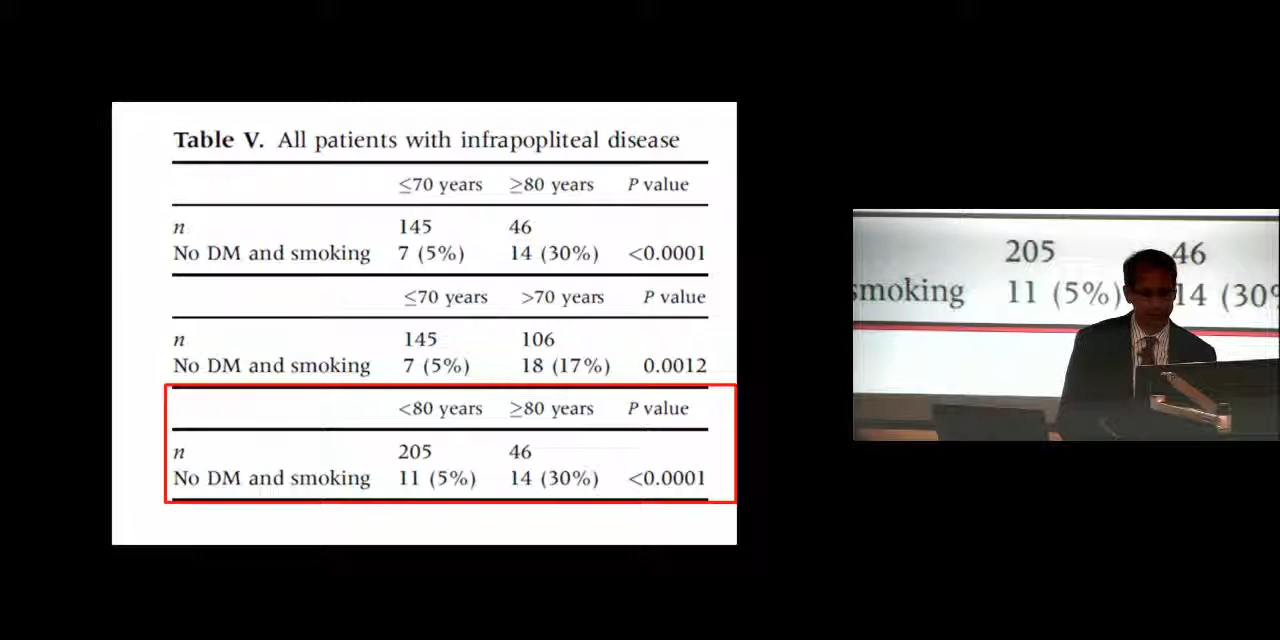 Table V. All patients with infrapopliteal disease
≤70 years ≥80 years P value
n 145 46
No DM and smoking 7 (5%) 14 (30%) <0.0001
≤70 years >70 years P value
n 145 106
No DM and smoking 7 (5%) 18 (17%) 0.0012
<80 years ≥80 years P value
n 205 46
No DM and smoking 11 (5%) 14 (30%) <0.0001
205 46
smoking 11 (5%) 14 (30%